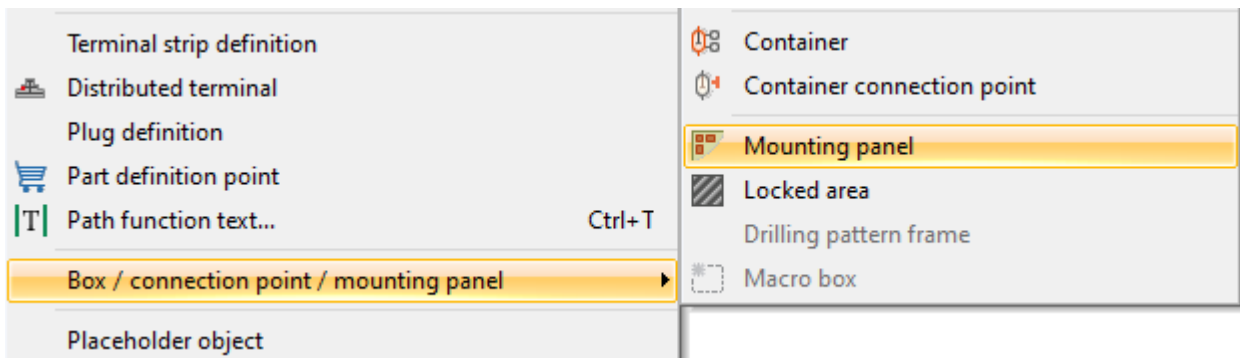 Terminal strip definition
Distributed terminal
Plug definition
Part definition point
T Path function text... Ctrl+T
Box / connection point / mounting panel
Placeholder object
Container
Container connection point
Mounting panel
Locked area
Drilling pattern frame
Macro box